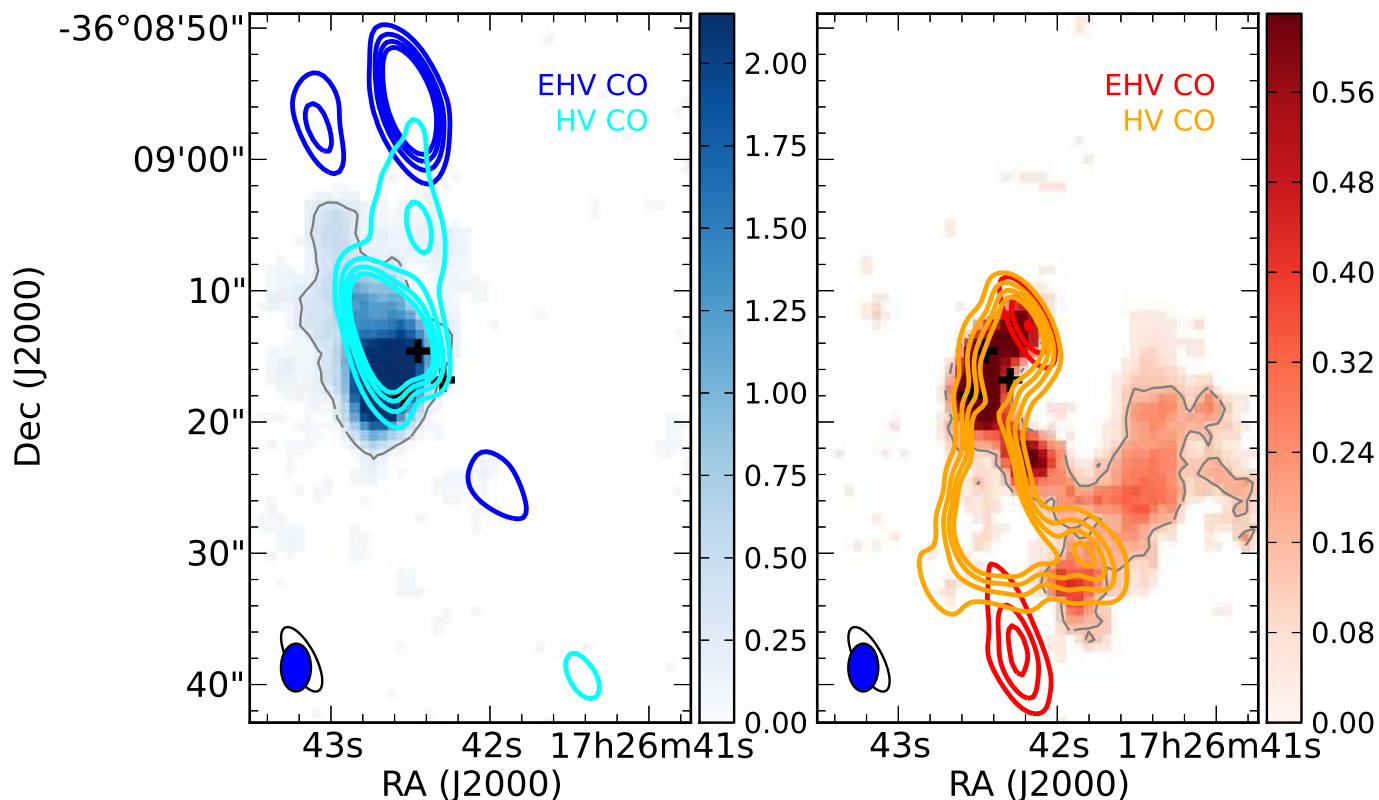 -36°08'50"
09'00"
10"
20"
30"
40"
Dec (J2000)
EHV CO
HV CO
43s
42s
17h26m41s
RA (J2000)
2.00
1.75
1.50
1.25
1.00
0.75
0.50
0.25
0.00
EHV CO
HV CO
43s
42s
17h26m41s
RA (J2000)
0.56
0.48
0.40
0.32
0.24
0.16
0.08
0.00